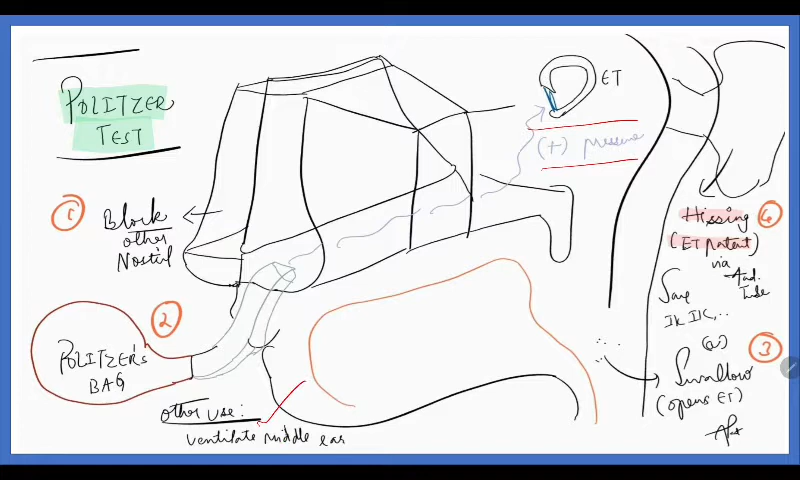 POLITZER
TEST
ET
(+) pressure
①
Block
other
Nostril
②
POLITZER'S
BAG
other use:
ventilate middle ear
④
Hissing
(ET patent)
via
Aud.
Tube
Say
IK IK,..
(or)
③
Swallow
(opens ET)